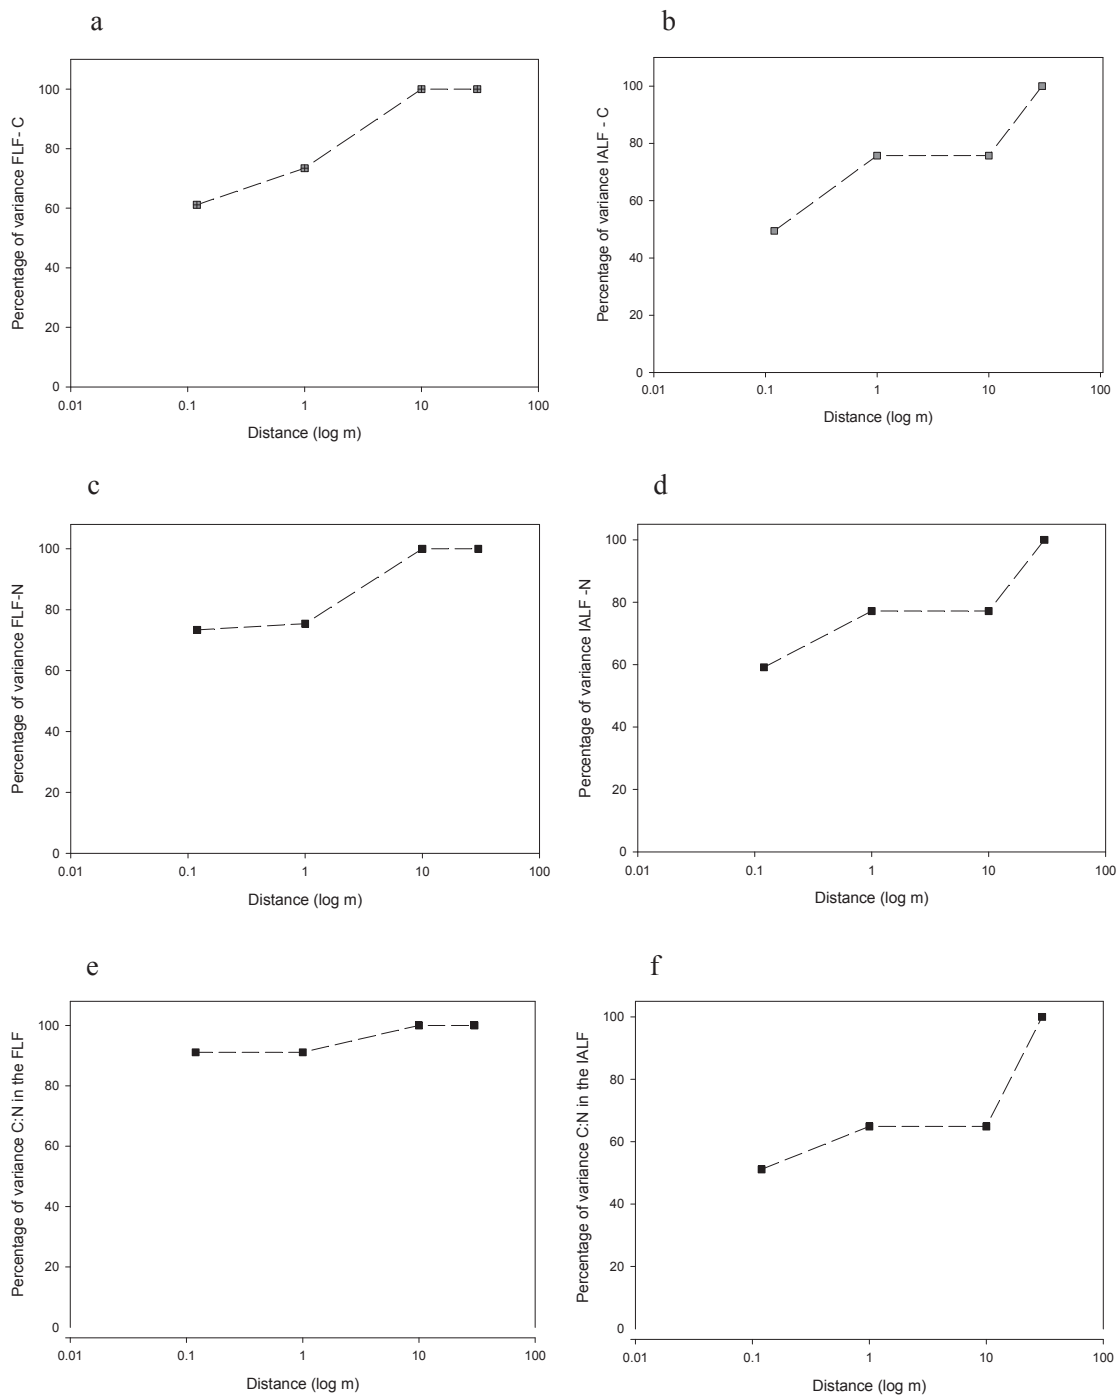 a
Percentage of variance FLF- C
100
80
60
40
20
0
0.01 0.1 1 10 100
Distance (log m)
b
Percentage of variance IALF - C
100
80
60
40
20
0
0.01 0.1 1 10 100
Distance (log m)
c
Percentage of variance FLF-N
100
80
60
40
20
0
0.01 0.1 1 10 100
Distance (log m)
d
Percentage of variance IALF -N
100
80
60
40
20
0
0.01 0.1 1 10 100
Distance (log m)
e
Percentage of variance C:N in the FLF
100
80
60
40
20
0
0.01 0.1 1 10 100
Distance (log m)
f
Percentage of variance C:N in the IALF
100
80
60
40
20
0
0.01 0.1 1 10 100
Distance (log m)